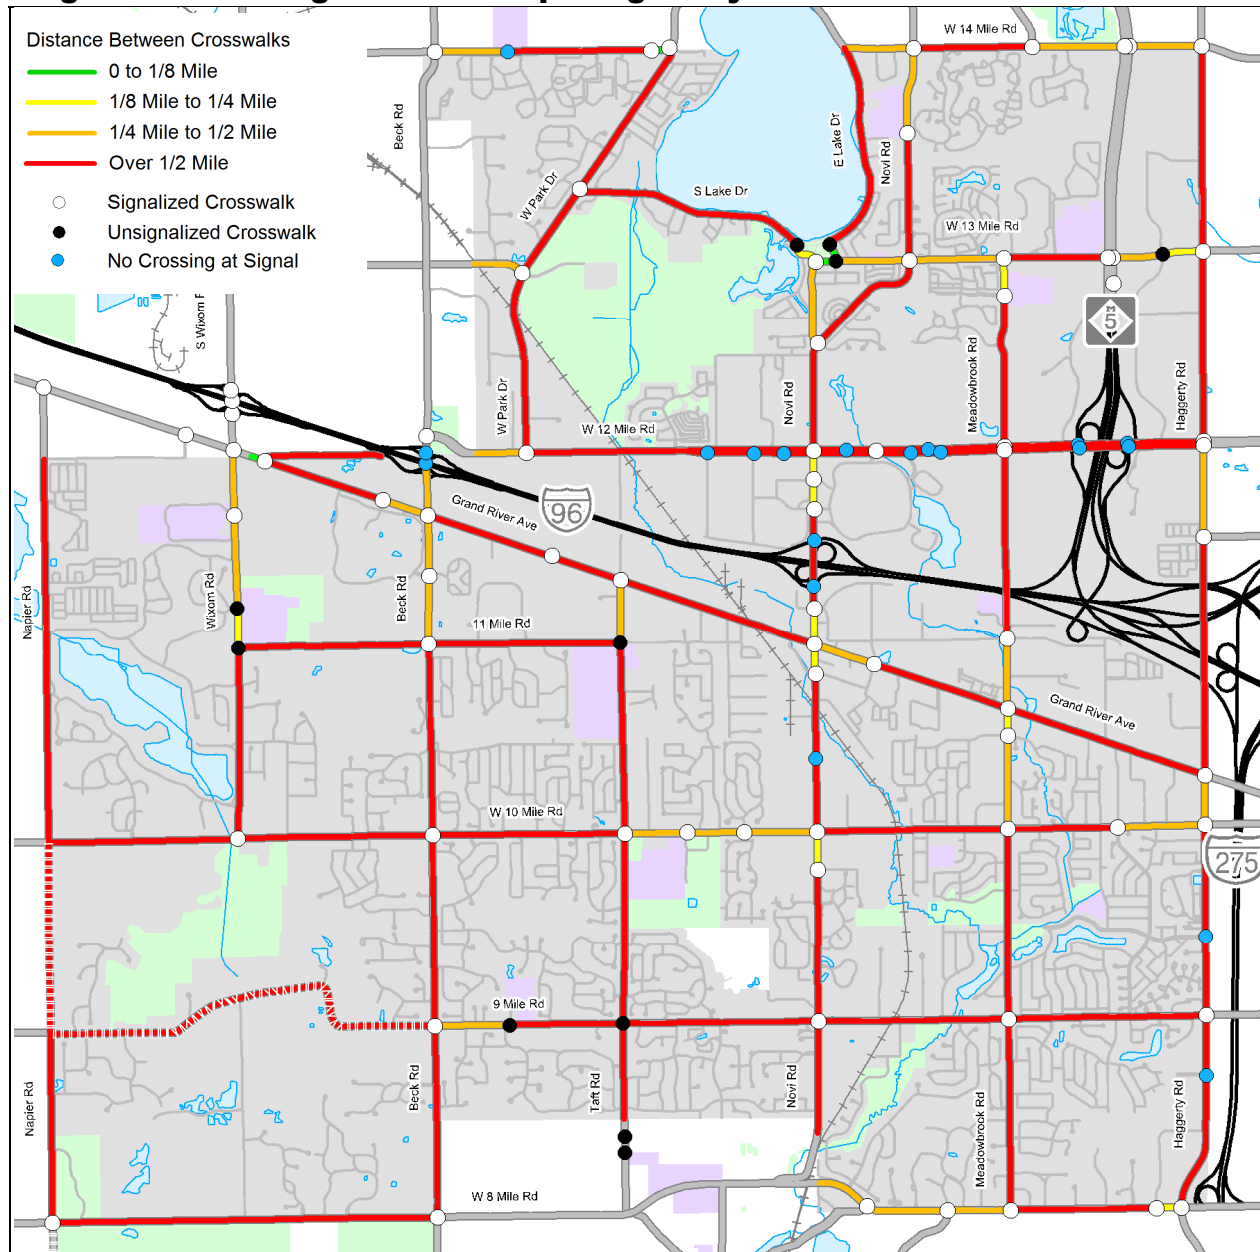 Distance Between Crosswalks
0 to 1/8 Mile
1/8 Mile to 1/4 Mile
1/4 Mile to 1/2 Mile
Over 1/2 Mile
Signalized Crosswalk
Unsignalized Crosswalk
No Crossing at Signal
W 14 Mile Rd
Beck Rd
E Lake Dr
Novi Rd
W Park Dr
S Lake Dr
W 13 Mile Rd
S Wixom
M
5
Meadowbrook Rd
Haggerty Rd
W Park Dr
Novi Rd
W 12 Mile Rd
Grand River Ave
96
Napier Rd
Wixom Rd
Beck Rd
11 Mile Rd
Grand River Ave
W 10 Mile Rd
275
9 Mile Rd
Napier Rd
Beck Rd
Taft Rd
Novi Rd
Meadowbrook Rd
Haggerty Rd
W 8 Mile Rd